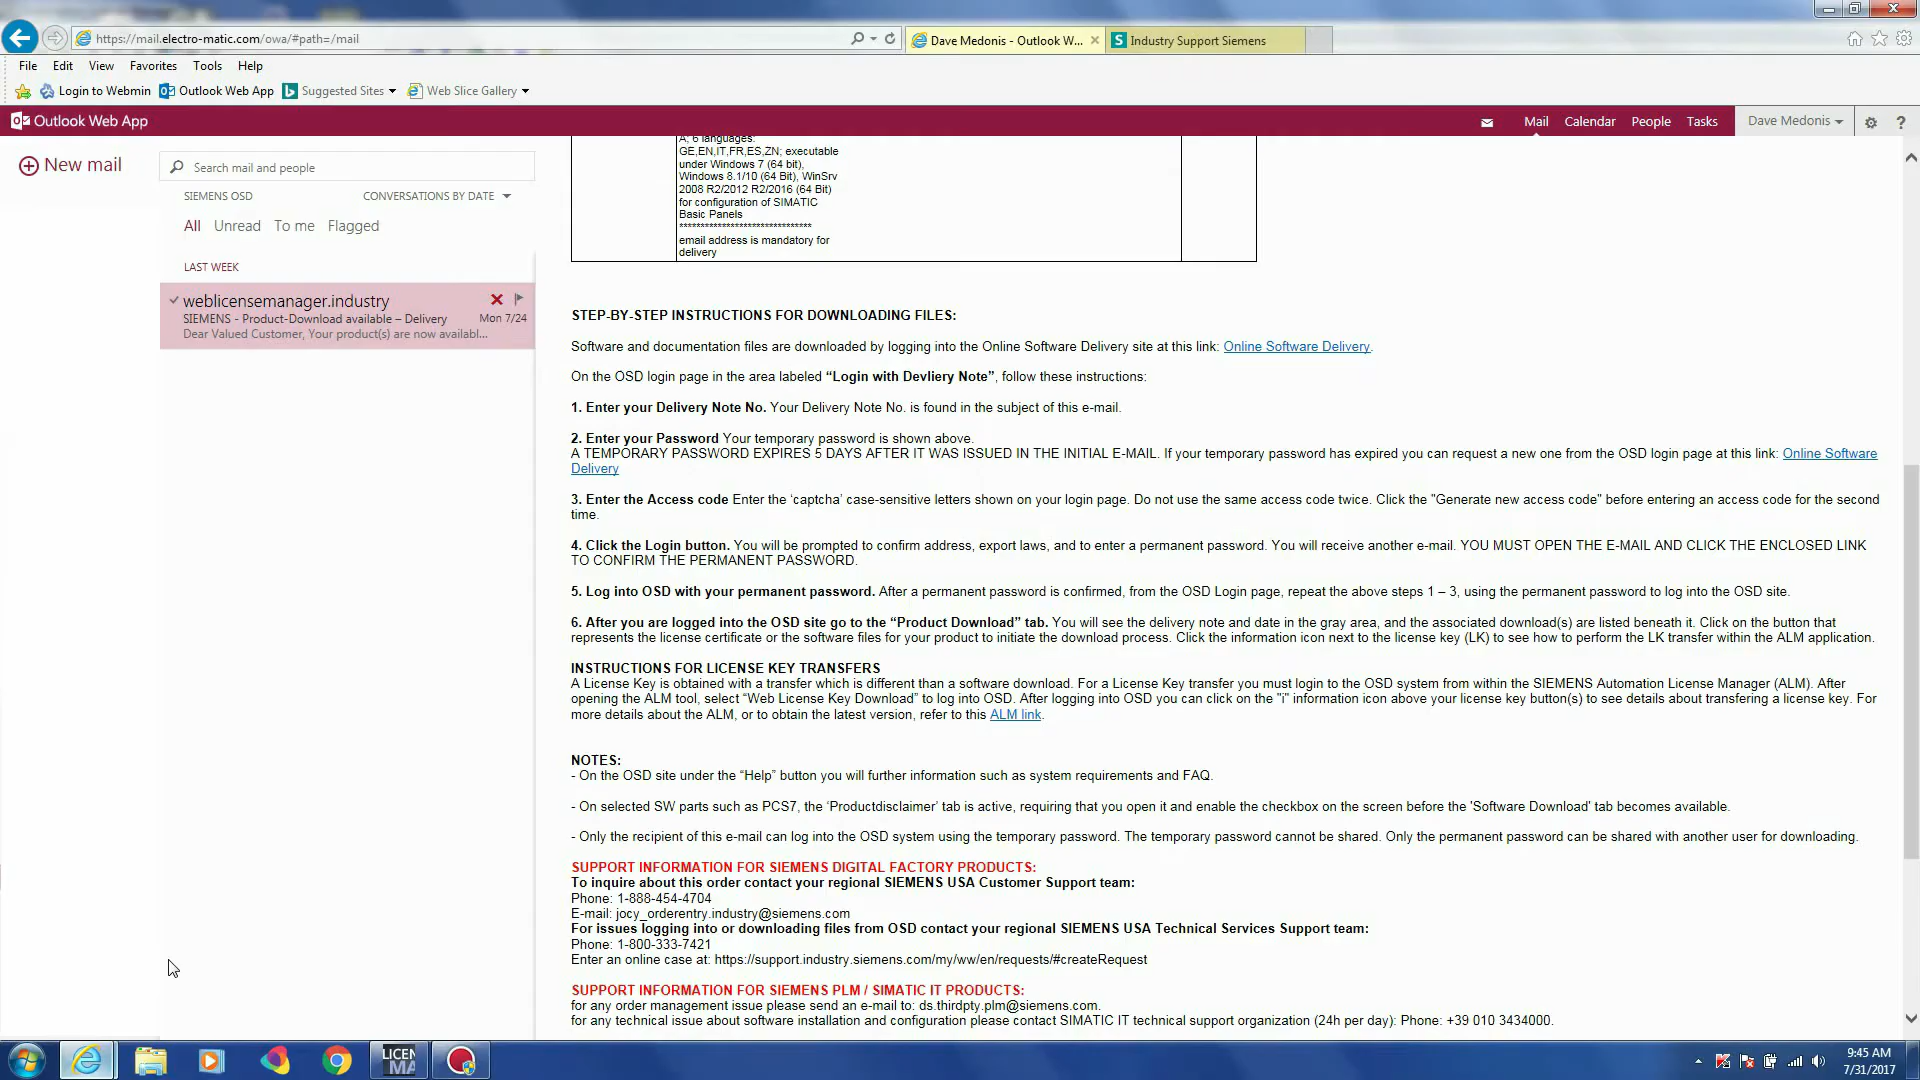 https://mail.electro-matic.com/owa/#path=/mail
Dave Medonis - Outlook W...
Industry Support Siemens
File Edit View Favorites Tools Help
Login to Webmin Outlook Web App Suggested Sites Web Slice Gallery
Outlook Web App
Mail Calendar People Tasks Dave Medonis ?
New mail
Search mail and people
SIEMENS OSD CONVERSATIONS BY DATE
All Unread To me Flagged
LAST WEEK
weblicensemanager.industry
SIEMENS - Product-Download available – Delivery Mon 7/24
Dear Valued Customer, Your product(s) are now availabl...
A; 6 languages:
GE,EN,IT,FR,ES,ZN; executable
under Windows 7 (64 bit),
Windows 8.1/10 (64 Bit), WinSrv
2008 R2/2012 R2/2016 (64 Bit)
for configuration of SIMATIC
Basic Panels
*******************************
email address is mandatory for
delivery
STEP-BY-STEP INSTRUCTIONS FOR DOWNLOADING FILES:
Software and documentation files are downloaded by logging into the Online Software Delivery site at this link: Online Software Delivery.
On the OSD login page in the area labeled “Login with Devliery Note”, follow these instructions:
1. Enter your Delivery Note No. Your Delivery Note No. is found in the subject of this e-mail.
2. Enter your Password Your temporary password is shown above.
A TEMPORARY PASSWORD EXPIRES 5 DAYS AFTER IT WAS ISSUED IN THE INITIAL E-MAIL. If your temporary password has expired you can request a new one from the OSD login page at this link: Online Software
Delivery
3. Enter the Access code Enter the ‘captcha’ case-sensitive letters shown on your login page. Do not use the same access code twice. Click the "Generate new access code" before entering an access code for the second
time.
4. Click the Login button. You will be prompted to confirm address, export laws, and to enter a permanent password. You will receive another e-mail. YOU MUST OPEN THE E-MAIL AND CLICK THE ENCLOSED LINK
TO CONFIRM THE PERMANENT PASSWORD.
5. Log into OSD with your permanent password. After a permanent password is confirmed, from the OSD Login page, repeat the above steps 1 – 3, using the permanent password to log into the OSD site.
6. After you are logged into the OSD site go to the “Product Download” tab. You will see the delivery note and date in the gray area, and the associated download(s) are listed beneath it. Click on the button that
represents the license certificate or the software files for your product to initiate the download process. Click the information icon next to the license key (LK) to see how to perform the LK transfer within the ALM application.
INSTRUCTIONS FOR LICENSE KEY TRANSFERS
A License Key is obtained with a transfer which is different than a software download. For a License Key transfer you must login to the OSD system from within the SIEMENS Automation License Manager (ALM). After
opening the ALM tool, select “Web License Key Download” to log into OSD. After logging into OSD you can click on the "i" information icon above your license key button(s) to see details about transfering a license key. For
more details about the ALM, or to obtain the latest version, refer to this ALM link.
NOTES:
- On the OSD site under the “Help” button you will further information such as system requirements and FAQ.
- On selected SW parts such as PCS7, the ‘Productdisclaimer’ tab is active, requiring that you open it and enable the checkbox on the screen before the 'Software Download' tab becomes available.
- Only the recipient of this e-mail can log into the OSD system using the temporary password. The temporary password cannot be shared. Only the permanent password can be shared with another user for downloading.
SUPPORT INFORMATION FOR SIEMENS DIGITAL FACTORY PRODUCTS:
To inquire about this order contact your regional SIEMENS USA Customer Support team:
Phone: 1-888-454-4704
E-mail: jocy_orderentry.industry@siemens.com
For issues logging into or downloading files from OSD contact your regional SIEMENS USA Technical Services Support team:
Phone: 1-800-333-7421
Enter an online case at: https://support.industry.siemens.com/my/ww/en/requests/#createRequest
SUPPORT INFORMATION FOR SIEMENS PLM / SIMATIC IT PRODUCTS:
for any order management issue please send an e-mail to: ds.thirdpty.plm@siemens.com.
for any technical issue about software installation and configuration please contact SIMATIC IT technical support organization (24h per day): Phone: +39 010 3434000.
LICEN
MA
9:45 AM
7/31/2017